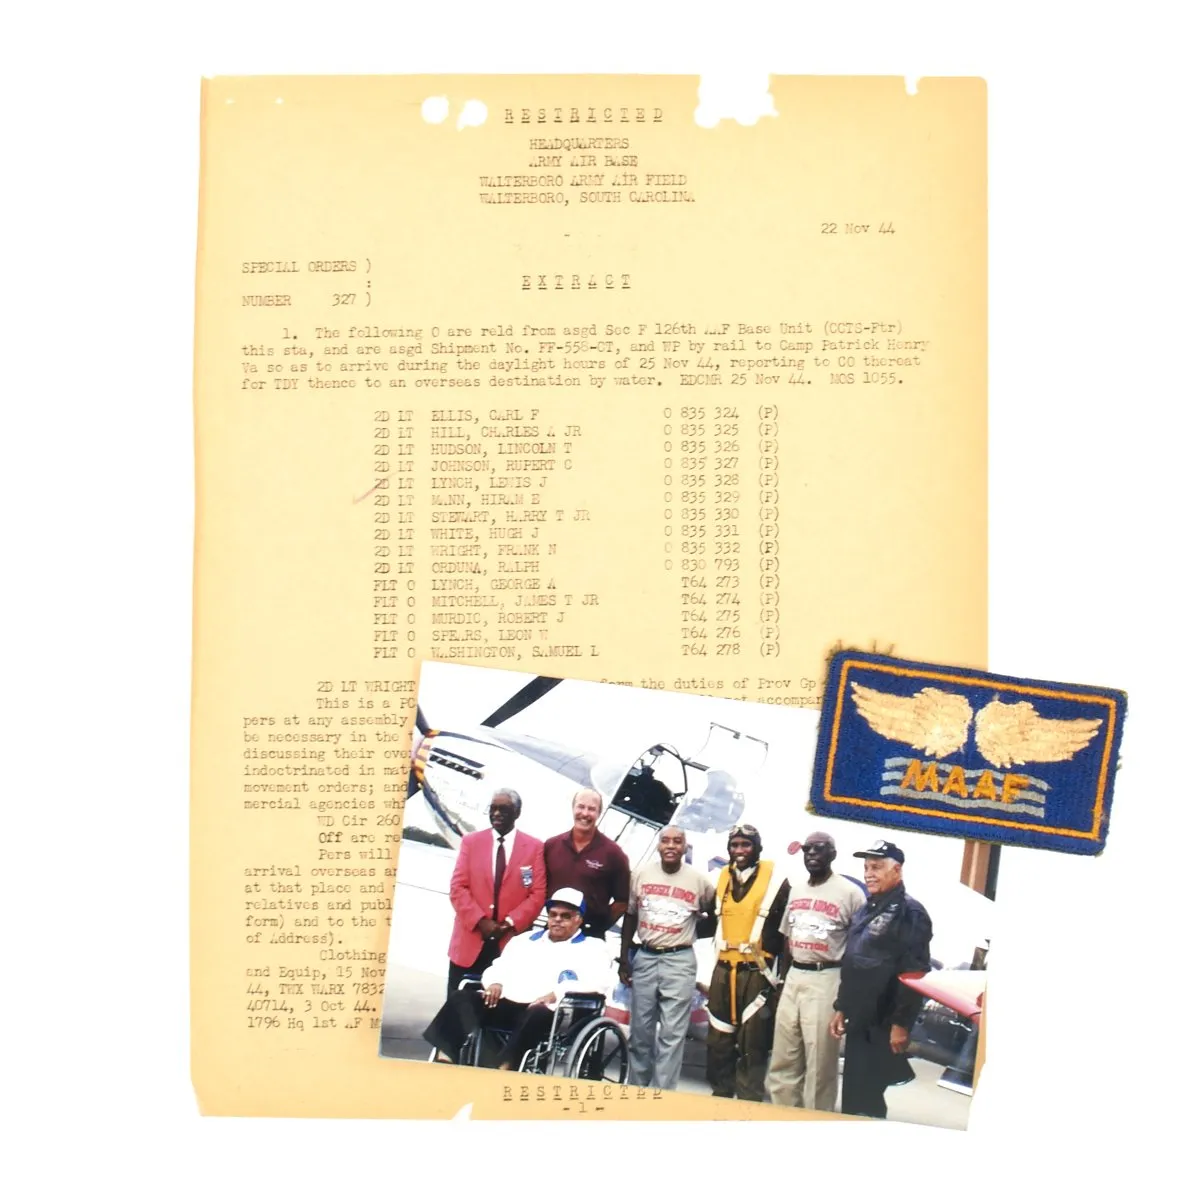 RESTRICTED
HEADQUARTERS
ARMY AIR BASE
WALTERBORO ARMY AIR FIELD
WALTERBORO, SOUTH CAROLINA
22 Nov 44
SPECIAL ORDERS )
:
NUMBER 327 )
EXTRACT
1. The following O are reld from asgd Sec F 126th AAF Base Unit (CCTS-Ftr)
this sta, and are asgd Shipment No. FF-558-CT, and WP by rail to Camp Patrick Henry
Va so as to arrive during the daylight hours of 25 Nov 44, reporting to CO thereat
for TDY thence to an overseas destination by water. EDCMR 25 Nov 44. MOS 1055.
2D LT ELLIS, CARL F O 835 324 (P)
2D LT HILL, CHARLES A JR O 835 325 (P)
2D LT HUDSON, LINCOLN T O 835 326 (P)
2D LT JOHNSON, RUPERT C O 835 327 (P)
2D LT LYNCH, LEWIS J O 835 328 (P)
2D LT MANN, HIRAM E O 835 329 (P)
2D LT STEWART, HARRY T JR O 835 330 (P)
2D LT WHITE, HUGH J O 835 331 (P)
2D LT WRIGHT, FRANK N O 835 332 (P)
2D LT ORDUNA, RALPH O 830 793 (P)
FLT O LYNCH, GEORGE A T64 273 (P)
FLT O MITCHELL, JAMES T JR T64 274 (P)
FLT O MURDIC, ROBERT J T64 275 (P)
FLT O SPEARS, LEON W T64 276 (P)
FLT O WASHINGTON, SAMUEL L T64 278 (P)
2D LT WRIGHT the duties of Prov Gp
This is a PC
pers at any assembly
be necessary in the
discussing their
indoctrinated in
movement orders; and
mercial agencies
WD Cir 260
Off are
Pers will
arrival overseas
at that place and
relatives and
form) and to the
of Address).
Clothing
and Equip, 15 Nov
44, TWX WARX 7832
40714, 3 Oct 44.
1796 Hq 1st AF
MAAF
AIRMEN
ACTION
AIRMEN
ACTION
RESTRICTED
-1-